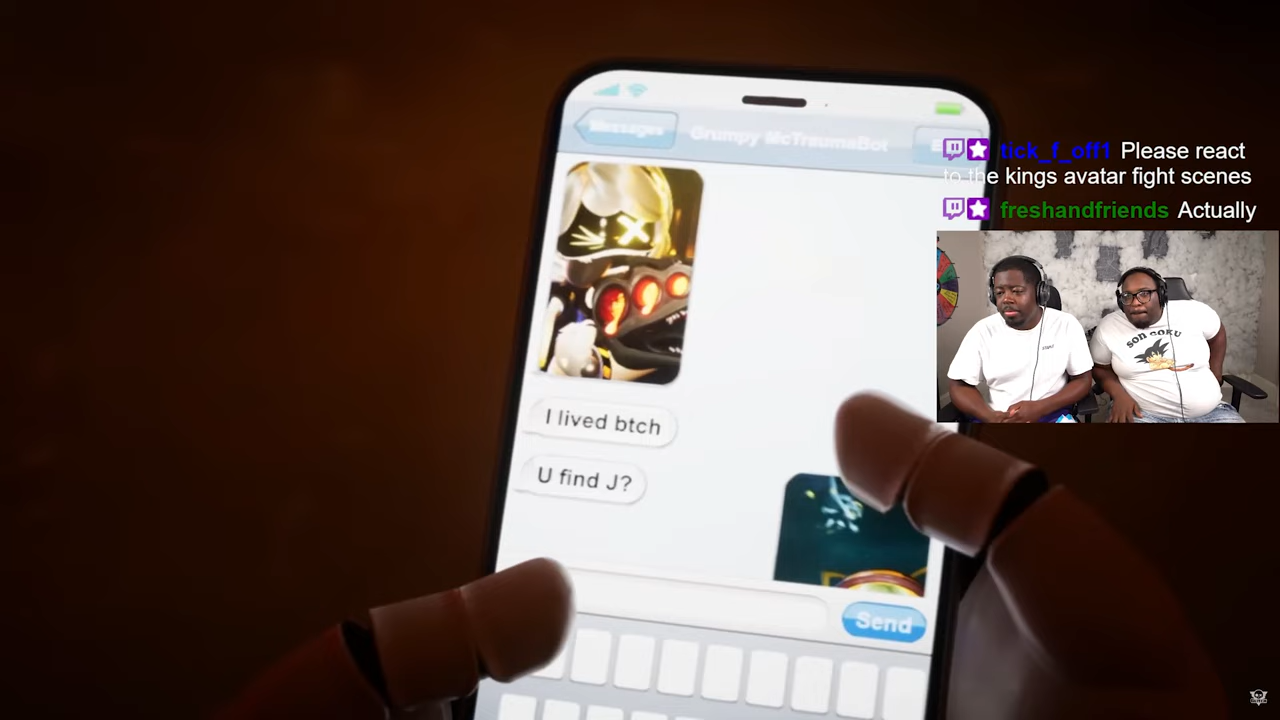 Messages
Grumpy McTraumaBot
tick_f_off1 Please react
to the kings avatar fight scenes
freshandfriends Actually
SON GOKU
I lived btch
U find J?
Send